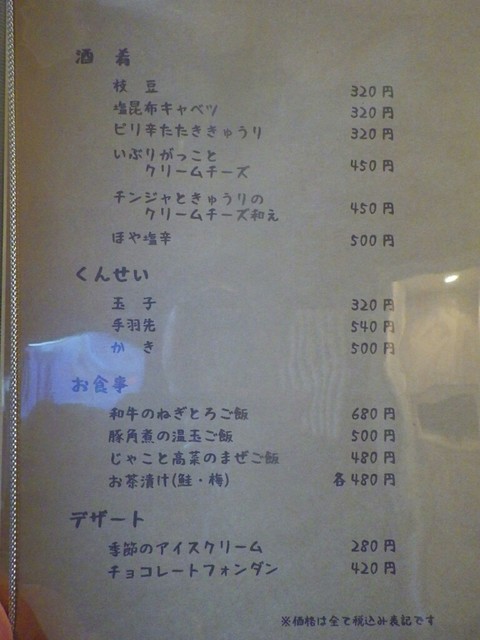 酒 肴
枝 豆 320円
塩昆布キャベツ 320円
ピリ辛たたききゅうり 320円
いぶりがっこと
クリームチーズ 450円
チンジャときゅうりの
クリームチーズ和え 450円
ほや塩辛 500円
くんせい
玉 子 320円
手羽先 540円
か き 500円
お食事
和牛のねぎとろご飯 680円
豚角煮の温玉ご飯 500円
じゃこと高菜のまぜご飯 480円
お茶漬け(鮭・梅) 各480円
デザート
季節のアイスクリーム 280円
チョコレートフォンダン 420円
※価格は全て税込み表記です